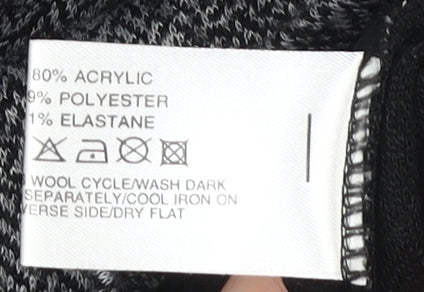 80% ACRYLIC
9% POLYESTER
1% ELASTANE
WOOL CYCLE/WASH DARK
SEPARATELY/COOL IRON ON
VERSE SIDE/DRY FLAT